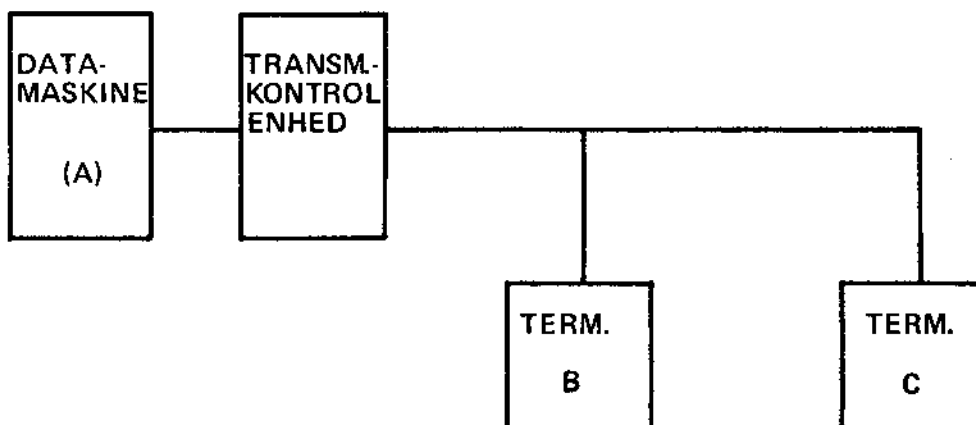 DATA-
MASKINE
(A)
TRANSM.-
KONTROL
ENHED
TERM.
B
TERM.
C